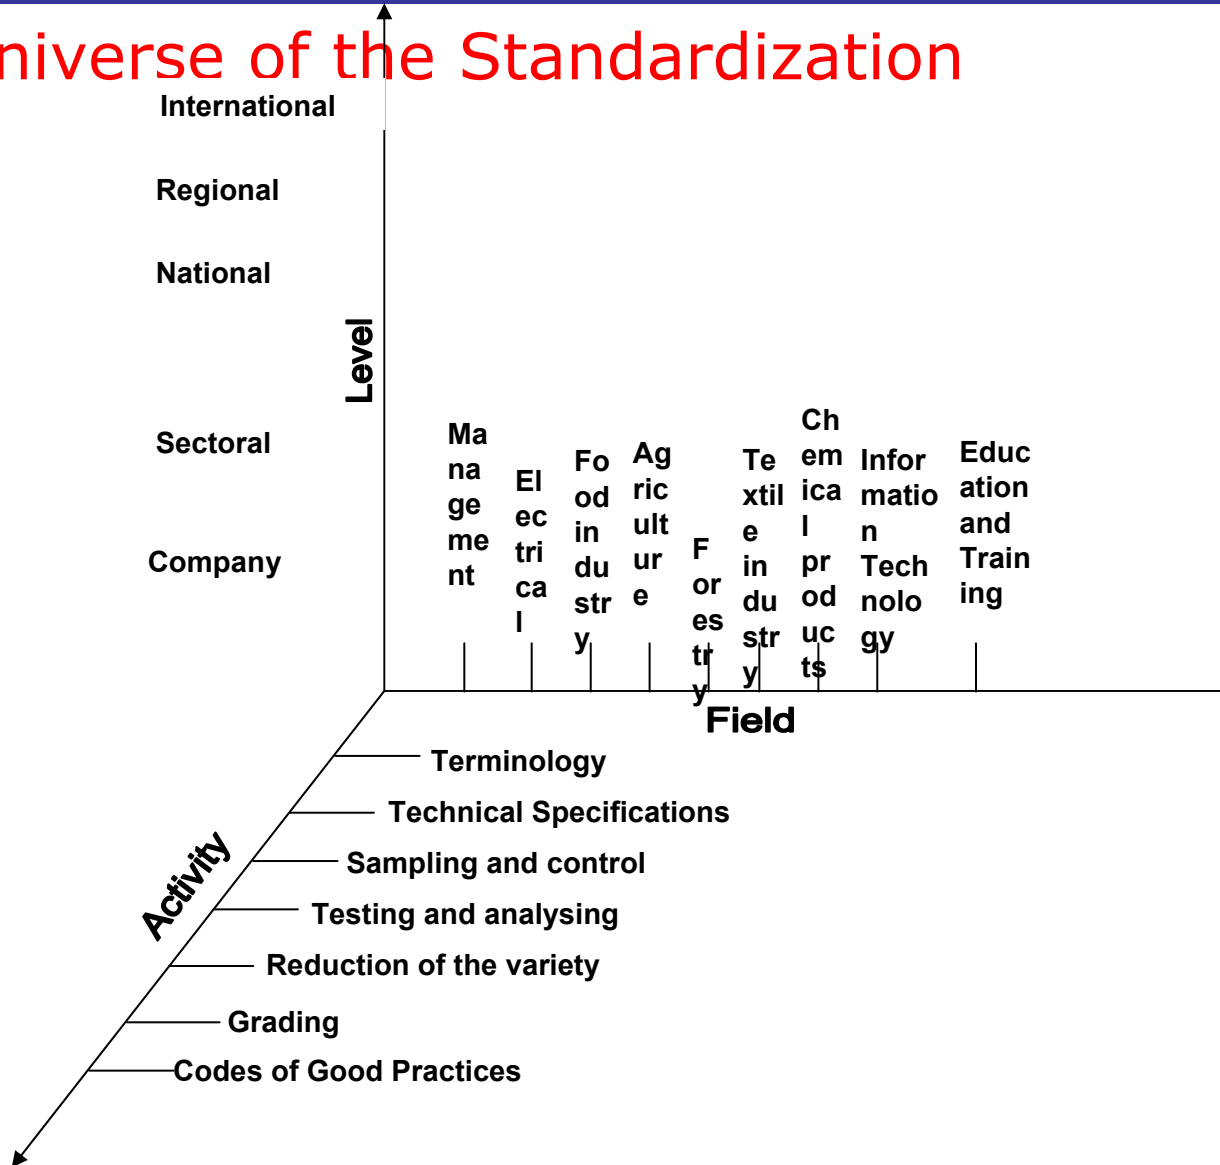 niverse of the Standardization
International
Regional
National
Level
Sectoral
Company
Ma
na
ge
me
nt
El
ec
tri
ca
l
Fo
od
in
du
str
y
Ag
ric
ult
ur
e
F
or
es
tr
y
Te
xtil
e
in
du
str
y
Ch
em
ica
l
pr
od
uc
ts
Infor
matio
n
Tech
nolo
gy
Educ
ation
and
Train
ing
Field
Activity
Terminology
Technical Specifications
Sampling and control
Testing and analysing
Reduction of the variety
Grading
Codes of Good Practices